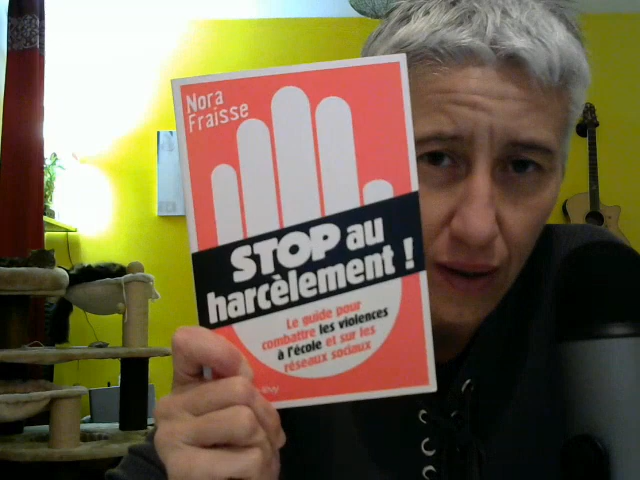 Nora
Fraisse
STOP au
harcèlement !
Le guide pour
combattre les violences
à l'école et sur les
réseaux sociaux